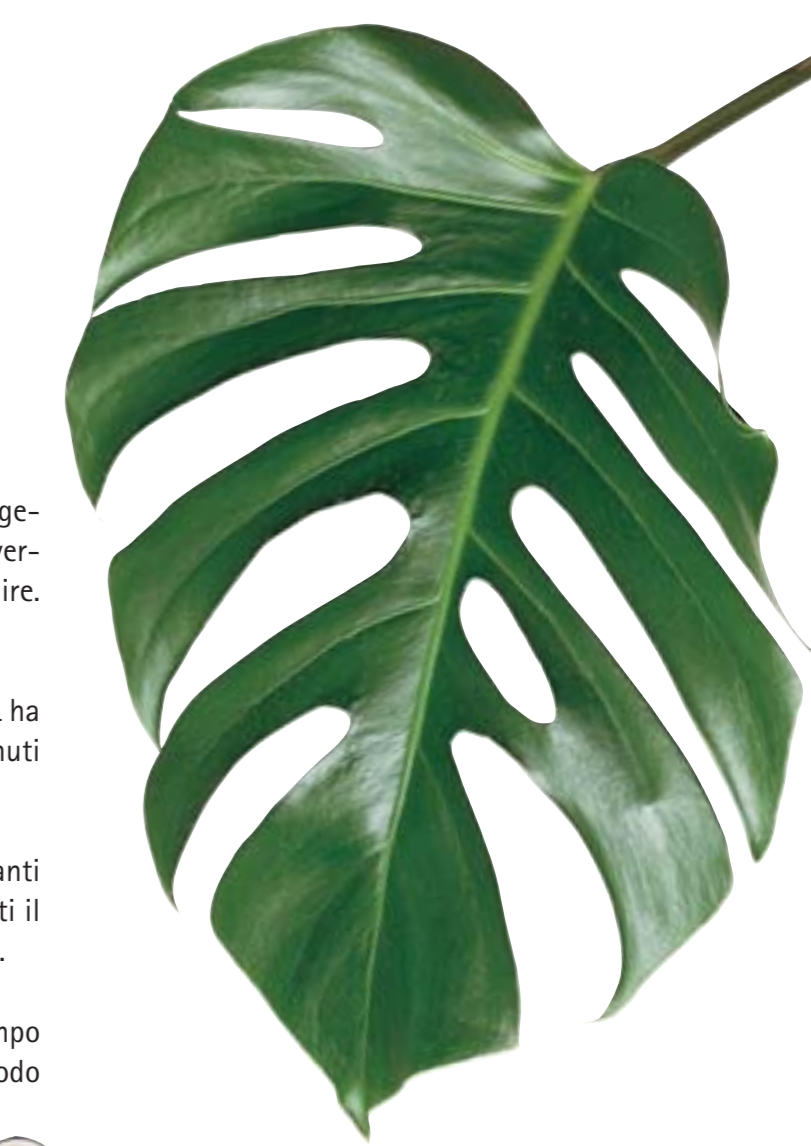 ge-
ver-
ire.
ha
nuti
anti
ti il
.
mpo
odo